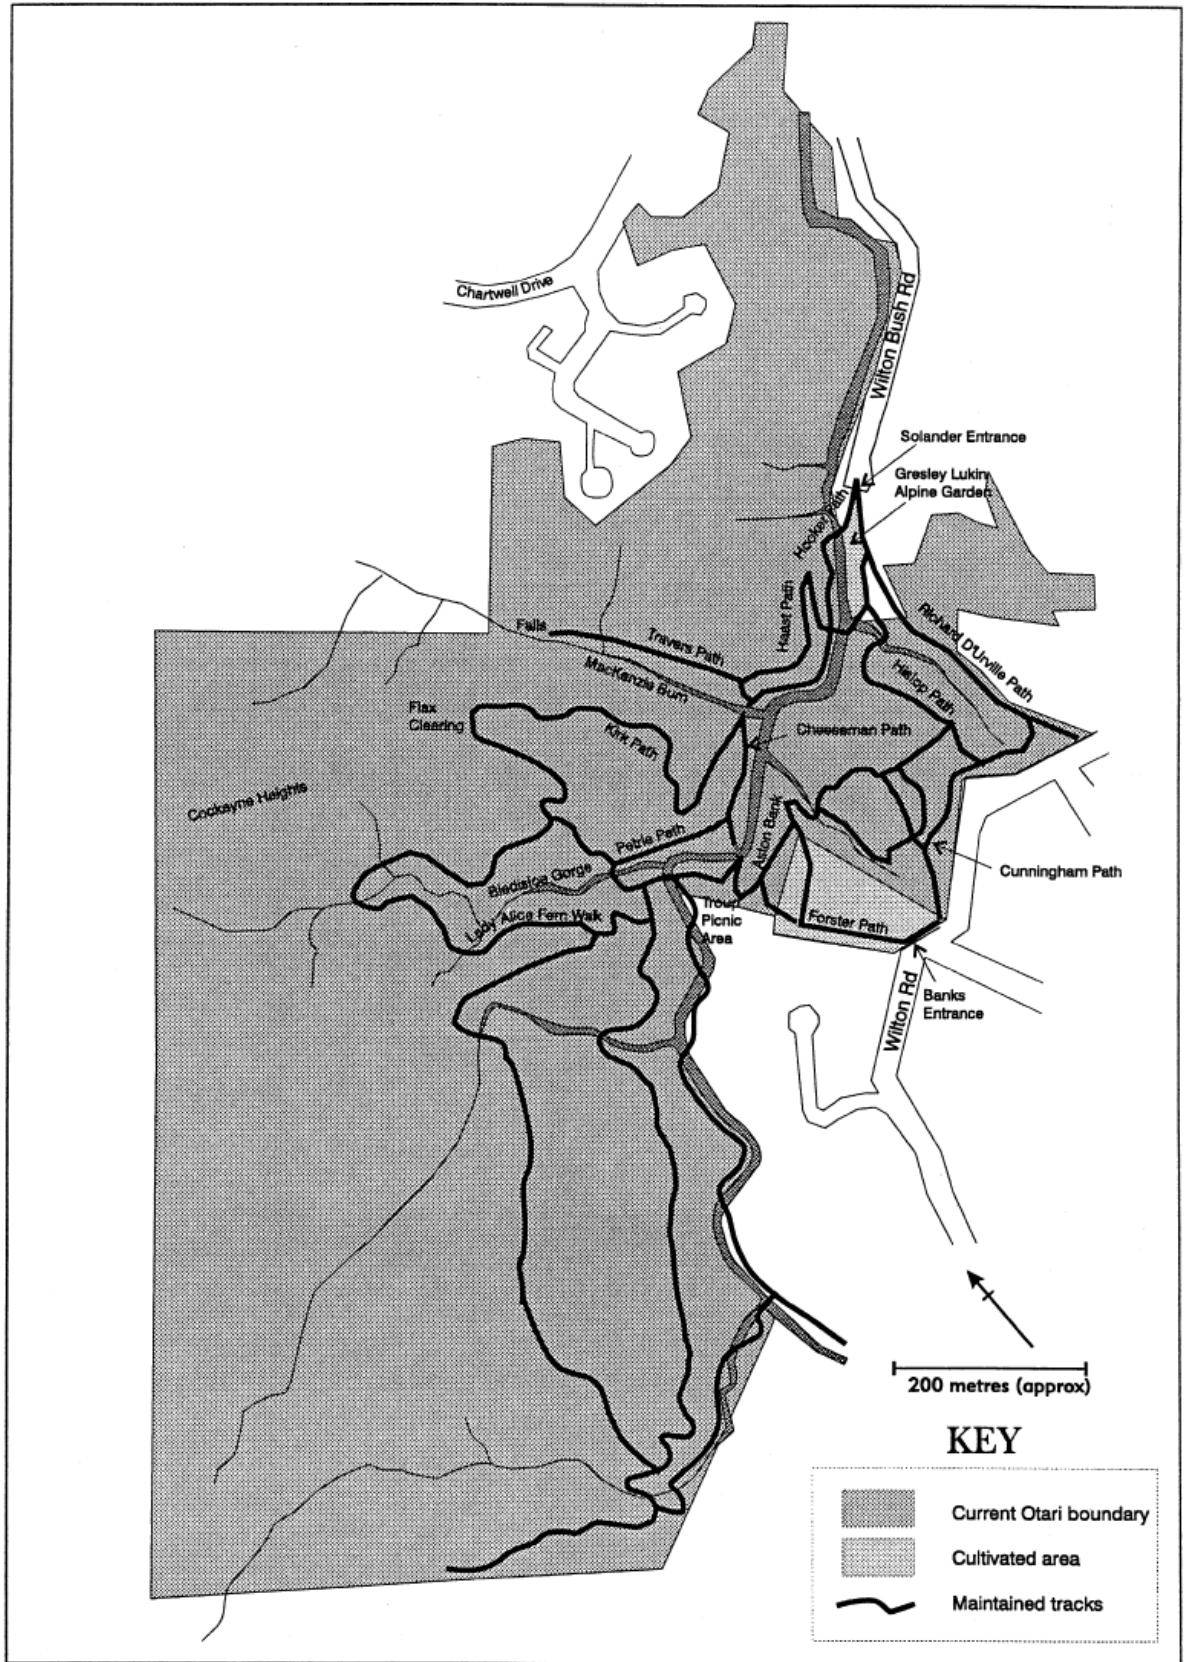 Chartwell Drive
Wilton Bush Rd
Solander Entrance
Gresley Lukin
Alpine Garden
Hooker Path
Haast Path
Richard D'Urville Path
Falls
Travers Path
MacKenzie Burn
Hislop Path
Flax
Clearing
Kirk Path
Cheeseman Path
Cockayne Heights
Aston Bank
Petrie Path
Cunningham Path
Bledisloe Gorge
Lady Alice Fern Walk
Troup
Picnic
Area
Forster Path
Banks
Entrance
Wilton Rd
200 metres (approx)
KEY
Current Otari boundary
Cultivated area
Maintained tracks